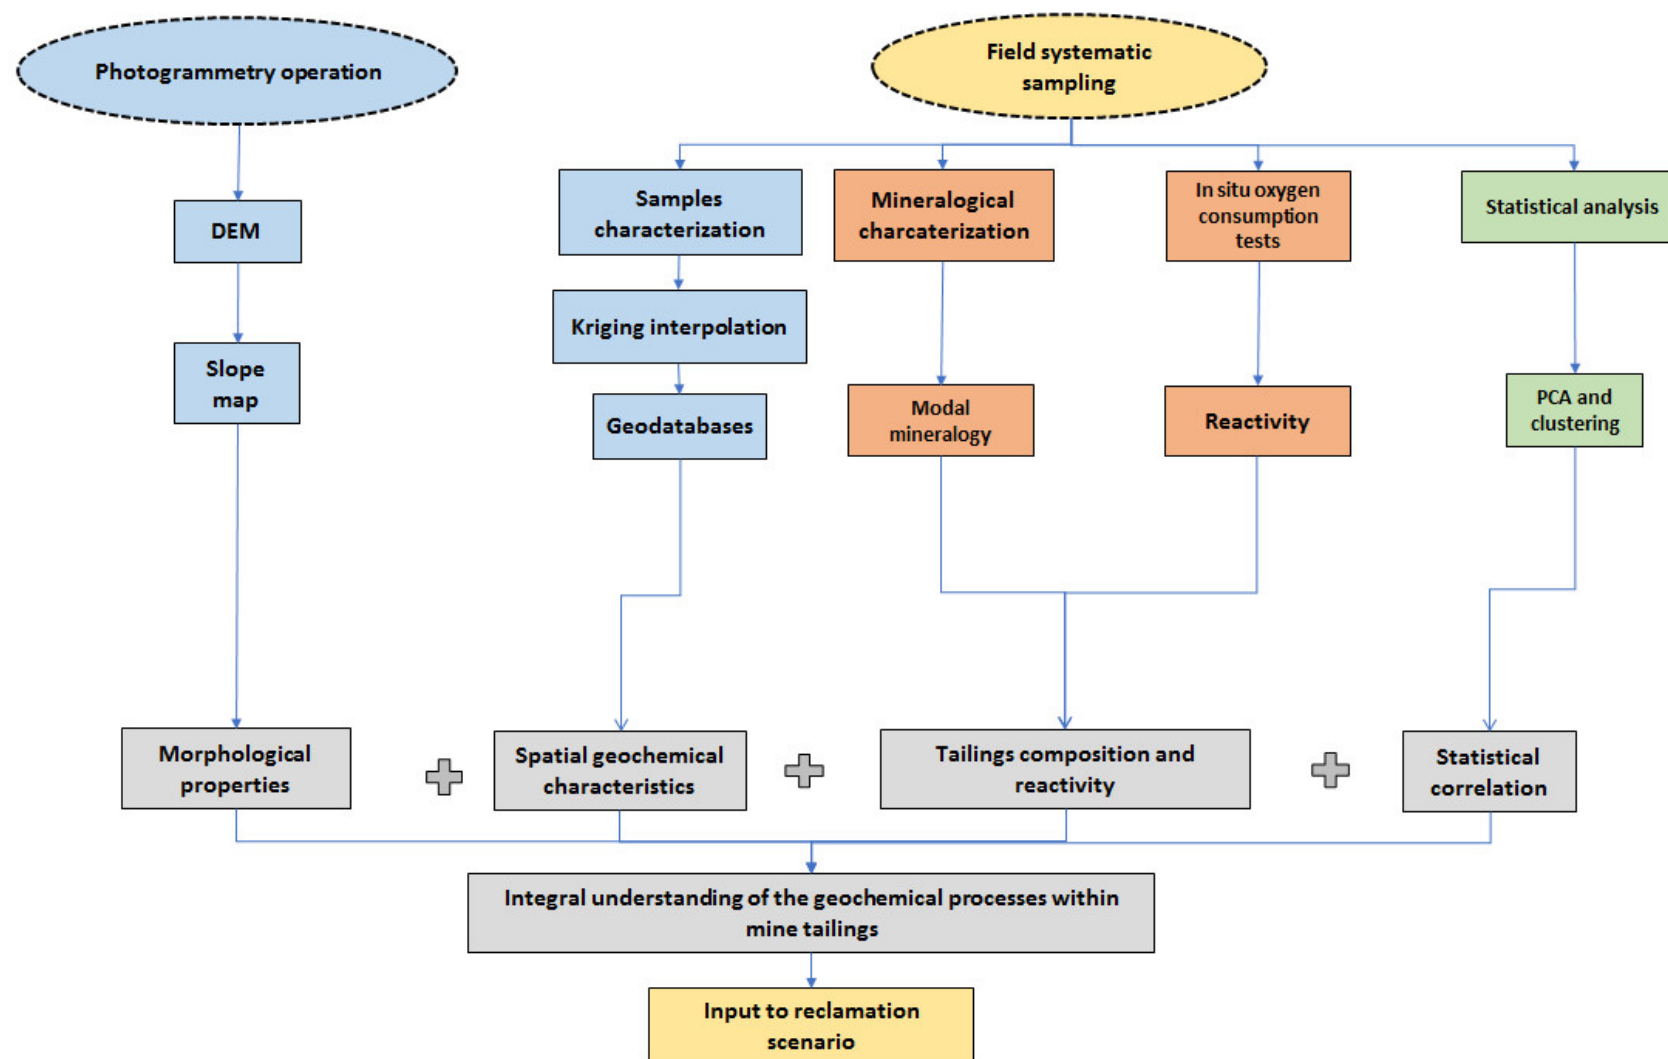 Photogrammetry operation
Field systematic
sampling
DEM
Samples
characterization
Mineralogical
charcaterization
In situ oxygen
consumption
tests
Statistical analysis
Kriging interpolation
Slope
map
Geodatabases
Modal
mineralogy
Reactivity
PCA and
clustering
Morphological
properties
Spatial geochemical
characteristics
Tailings composition and
reactivity
Statistical
correlation
Integral understanding of the geochemical processes within
mine tailings
Input to reclamation
scenario